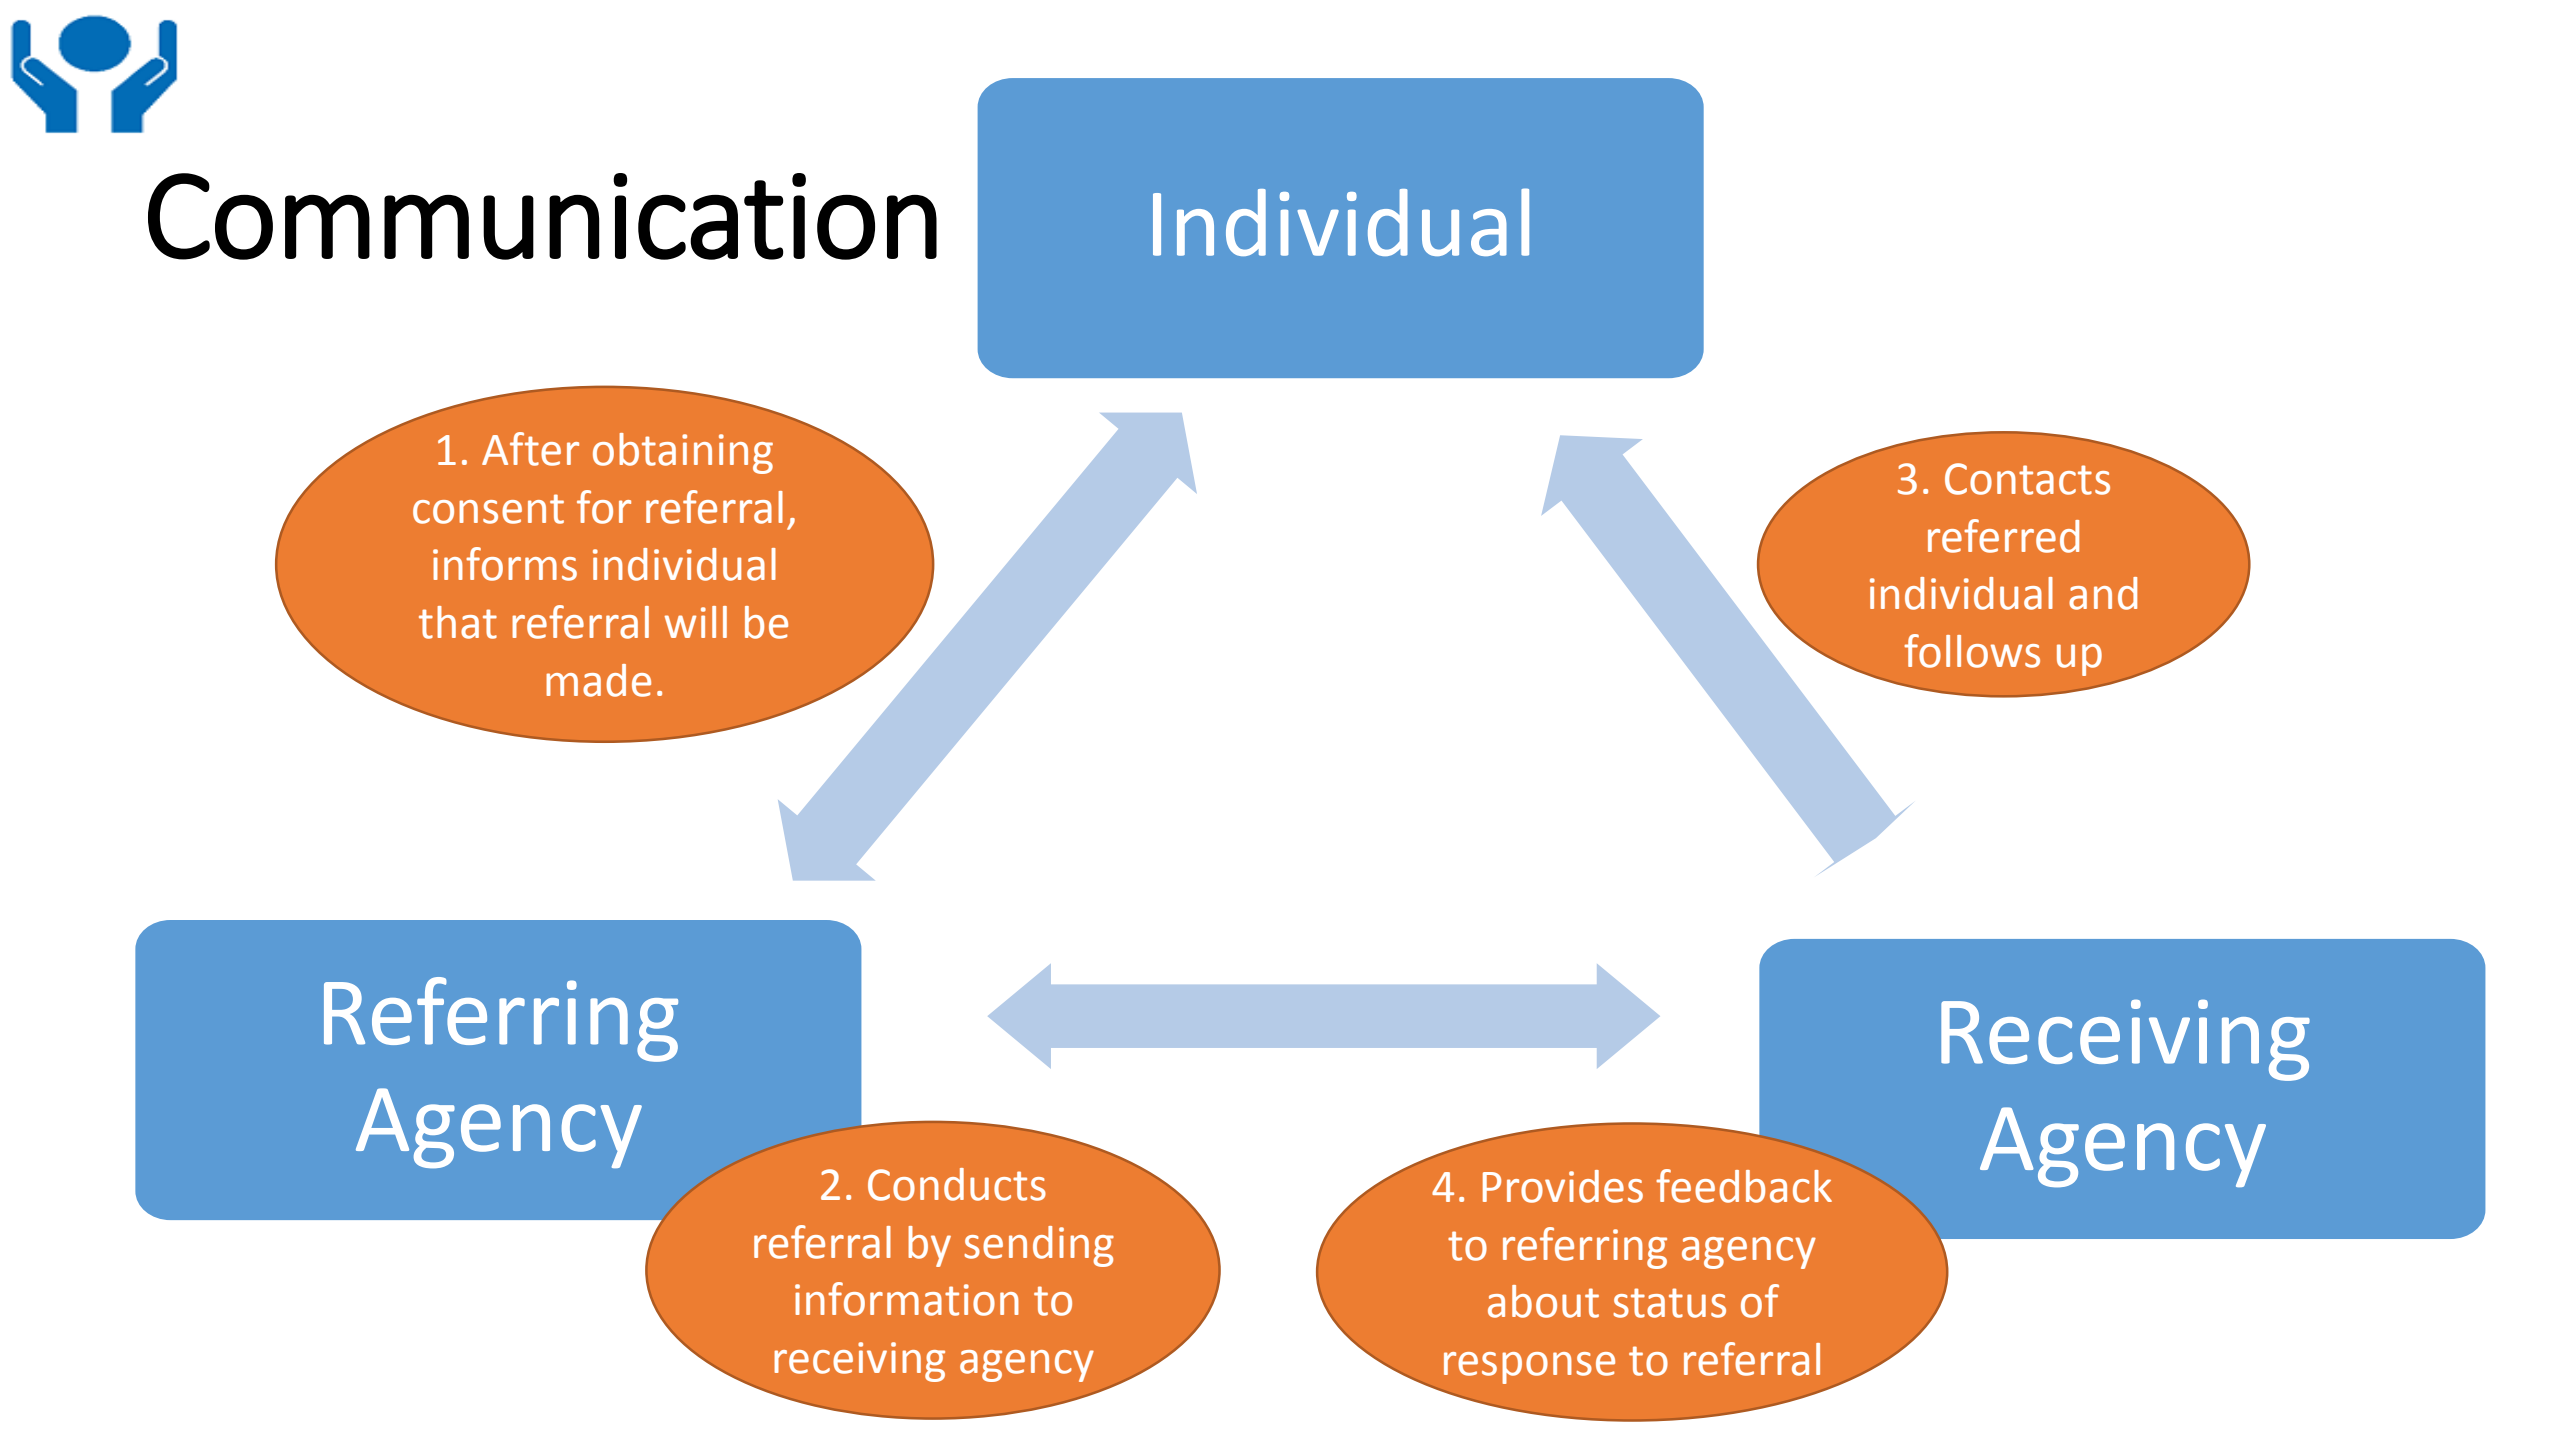 Communication
Individual
1. After obtaining
consent for referral,
informs individual
that referral will be
made.
3. Contacts
referred
individual and
follows up
Referring
Agency
Receiving
Agency
2. Conducts
referral by sending
information to
receiving agency
4. Provides feedback
to referring agency
about status of
response to referral